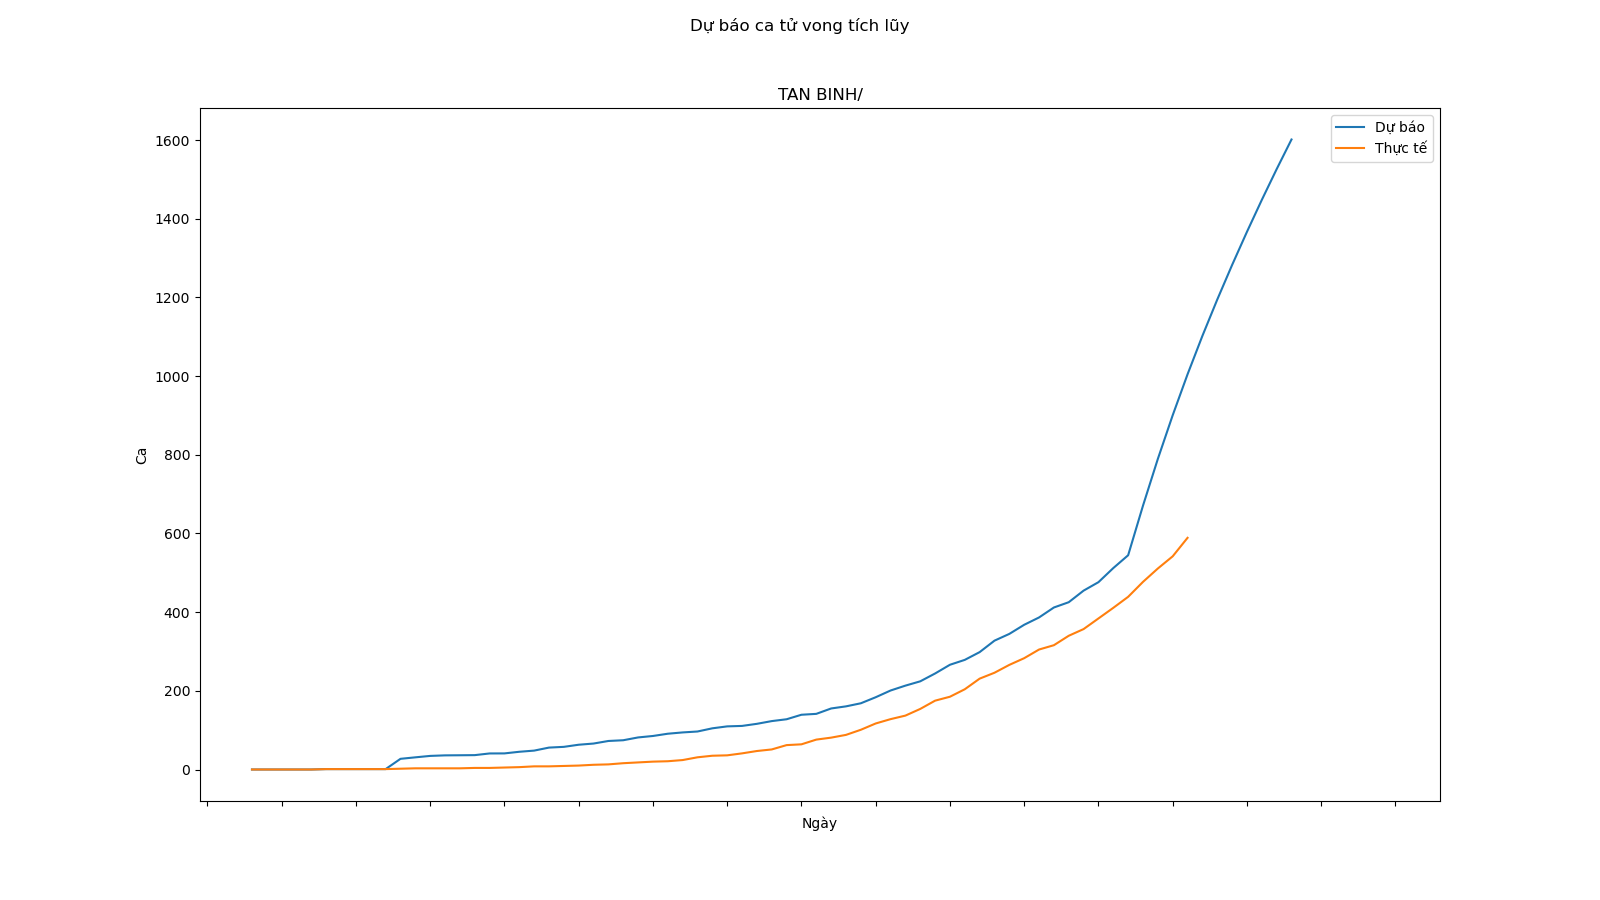 Dự báo ca tử vong tích lũy
TAN BINH/
Dự báo
Thực tế
1600
1400
1200
1000
800
600
400
200
0
Ca
Ngày